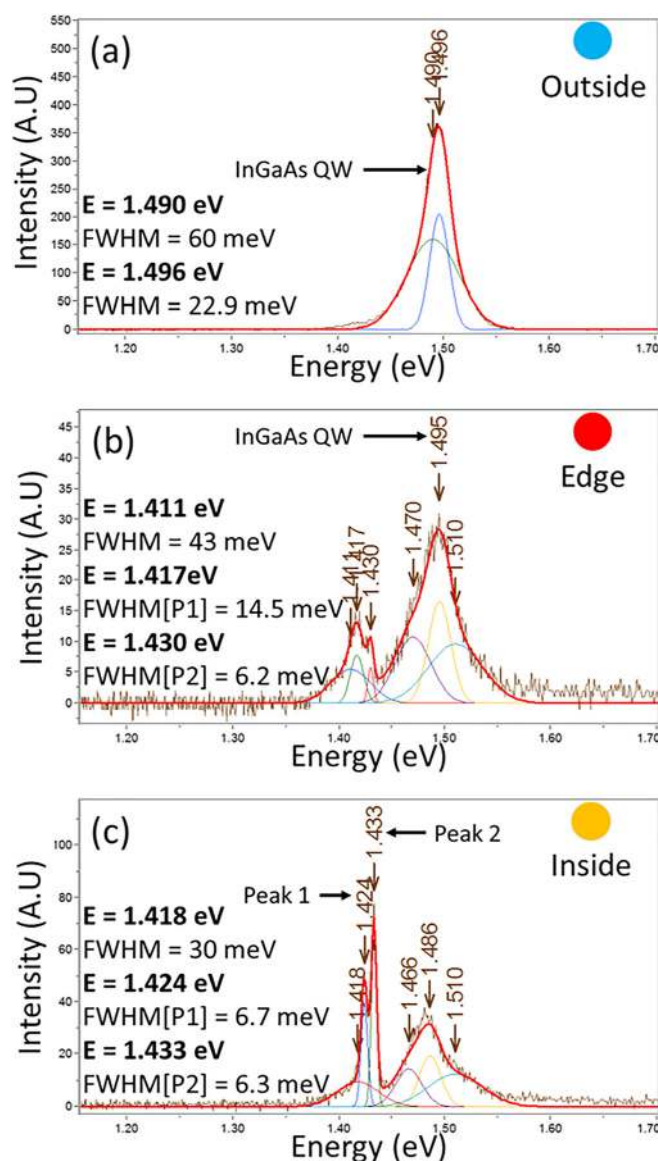 (a)
Outside
1.490
1.496
InGaAs QW
E = 1.490 eV
FWHM = 60 meV
E = 1.496 eV
FWHM = 22.9 meV
Intensity (A.U)
550
500
450
400
350
300
250
200
150
100
50
0
1.20
1.30
1.40
1.50
1.60
1.70
Energy (eV)
(b)
Edge
InGaAs QW
1.417
1.430
1.470
1.495
1.510
E = 1.411 eV
FWHM = 43 meV
E = 1.417eV
FWHM[P1] = 14.5 meV
E = 1.430 eV
FWHM[P2] = 6.2 meV
Intensity (A.U)
45
40
35
30
25
20
15
10
5
0
1.20
1.30
1.40
1.50
1.60
1.70
Energy (eV)
(c)
Inside
Peak 2
Peak 1
1.418
1.424
1.433
1.466
1.486
1.510
E = 1.418 eV
FWHM = 30 meV
E = 1.424 eV
FWHM[P1] = 6.7 meV
E = 1.433 eV
FWHM[P2] = 6.3 meV
Intensity (A.U)
100
80
60
40
20
0
1.20
1.30
1.40
1.50
1.60
1.70
Energy (eV)